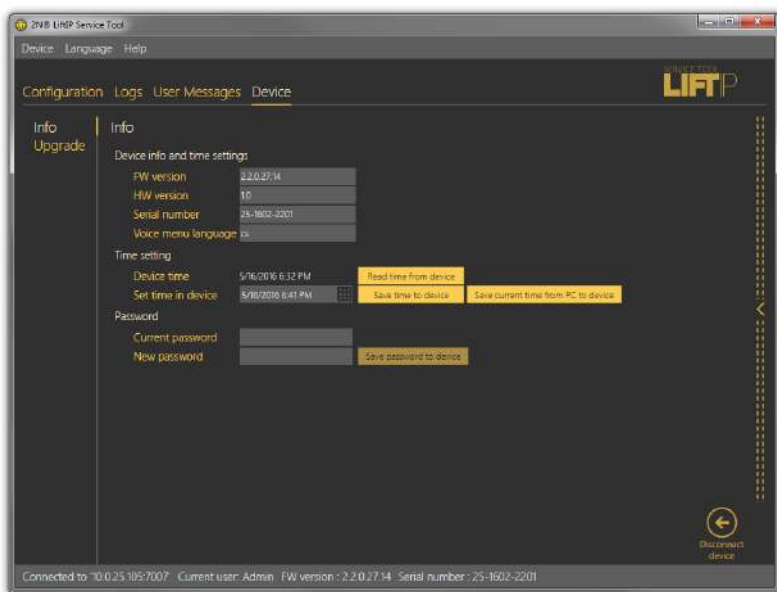 2N® LiftIP Service Tool
Device Language Help
SERVICE TOOL
LIFTIP
Configuration Logs User Messages Device
Info
Upgrade
Info
Device info and time settings
FW version 2.2.0.27.14
HW version 1.0
Serial number 25-1602-2201
Voice menu language cs
Time setting
Device time 5/16/2016 6:32 PM Read time from device
Set time in device 5/16/2016 6:41 PM Save time to device Save current time from PC to device
Password
Current password
New password Save password to device
Disconnect
device
Connected to '10.0.25.105:7007' Current user: Admin FW version : 2.2.0.27.14 Serial number : 25-1602-2201